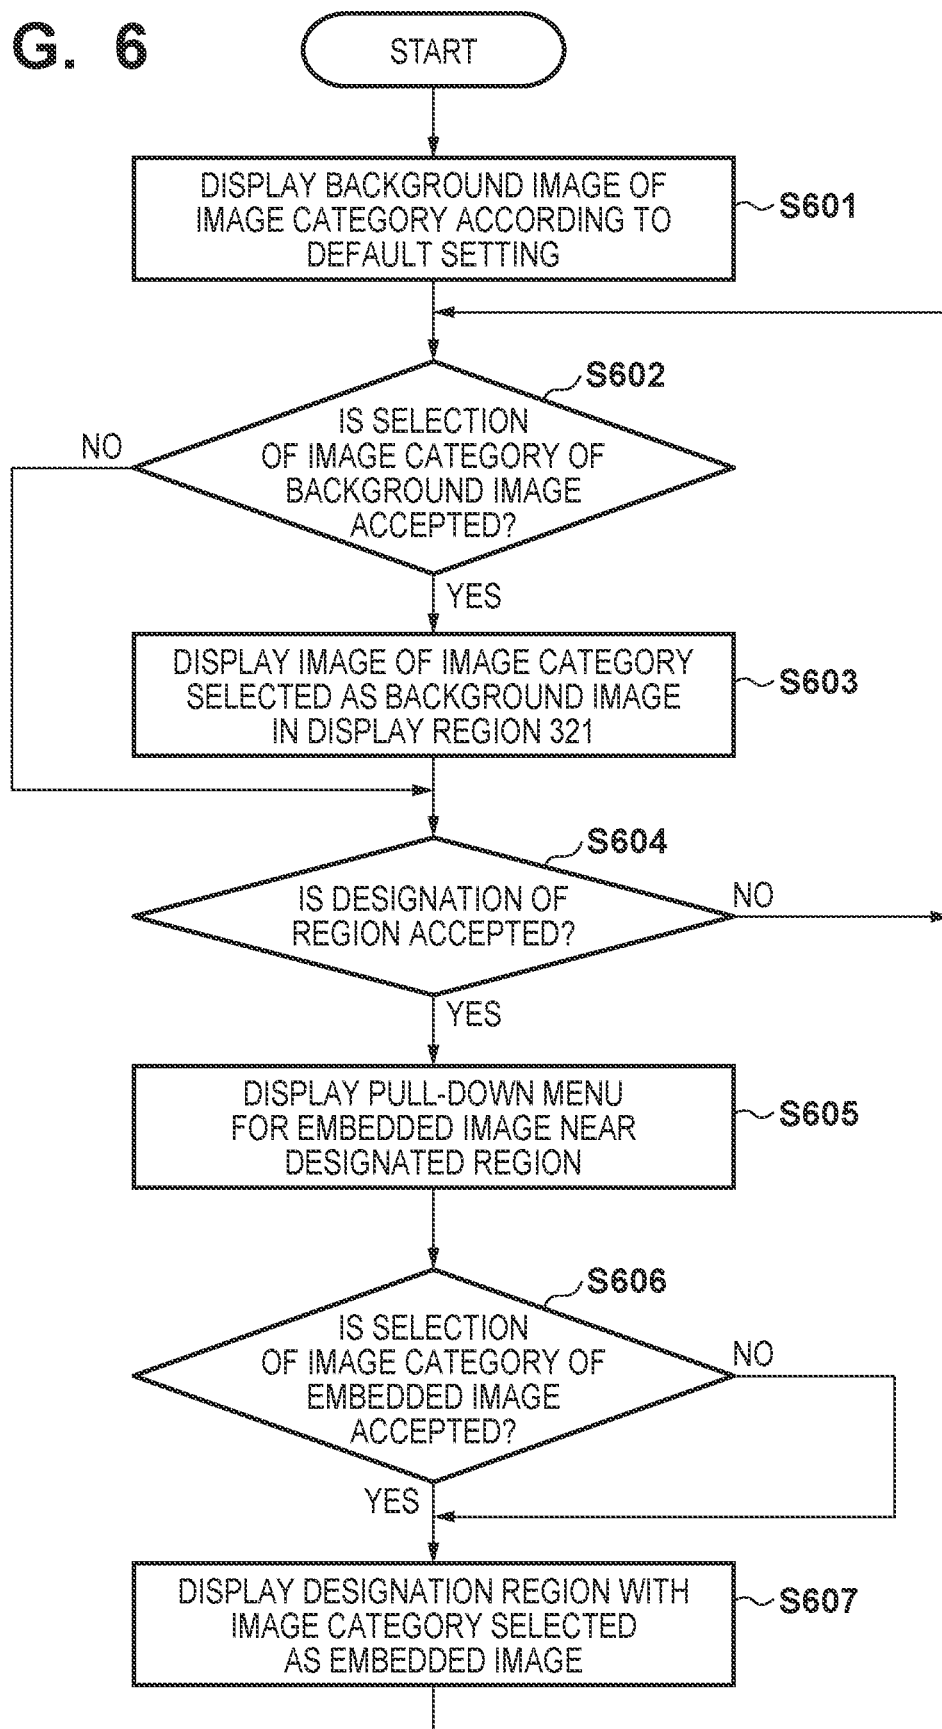 G. 6
START
DISPLAY BACKGROUND IMAGE OF
IMAGE CATEGORY ACCORDING TO
DEFAULT SETTING
S601
S602
IS SELECTION
OF IMAGE CATEGORY OF
BACKGROUND IMAGE
ACCEPTED?
NO
YES
DISPLAY IMAGE OF IMAGE CATEGORY
SELECTED AS BACKGROUND IMAGE
IN DISPLAY REGION 321
S603
S604
IS DESIGNATION OF
REGION ACCEPTED?
NO
YES
DISPLAY PULL-DOWN MENU
FOR EMBEDDED IMAGE NEAR
DESIGNATED REGION
S605
S606
IS SELECTION
OF IMAGE CATEGORY OF
EMBEDDED IMAGE
ACCEPTED?
NO
YES
DISPLAY DESIGNATION REGION WITH
IMAGE CATEGORY SELECTED
AS EMBEDDED IMAGE
S607